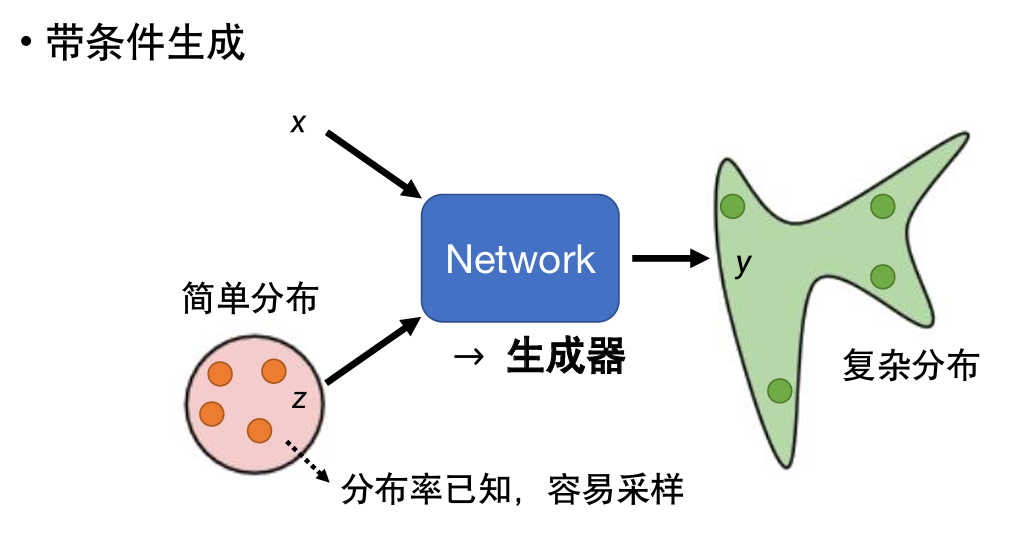 • 带条件生成
x
Network
简单分布
y
→ 生成器
复杂分布
z
分布率已知，容易采样